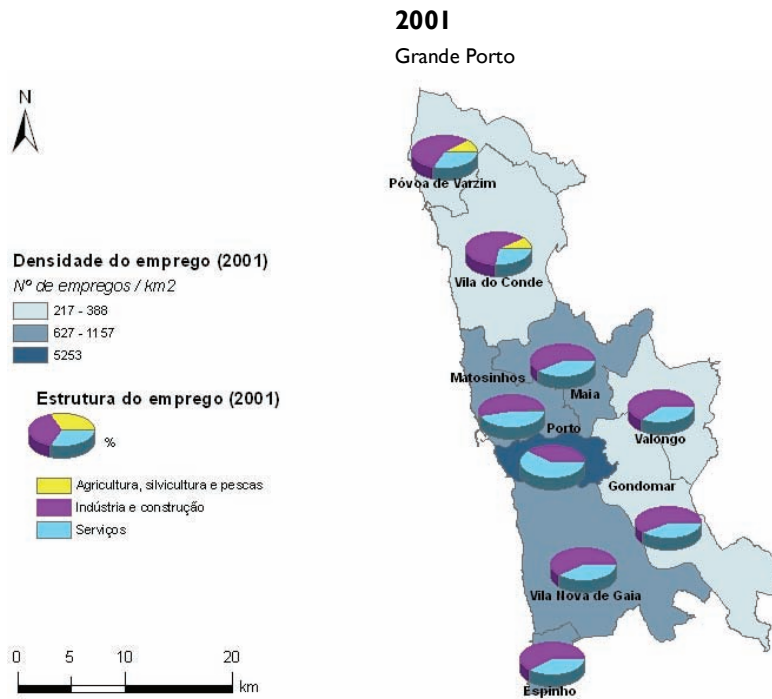 2001
Grande Porto
N
Póvoa de Varzim
Densidade do emprego (2001)
Nº de empregos / km2
217 - 388
627 - 1157
5253
Vila do Conde
Estrutura do emprego (2001)
%
Agricultura, silvicultura e pescas
Indústria e construção
Serviços
Matosinhos
Maia
Porto
Valongo
Gondomar
Vila Nova de Gaia
Espinho
0 5 10 20
km